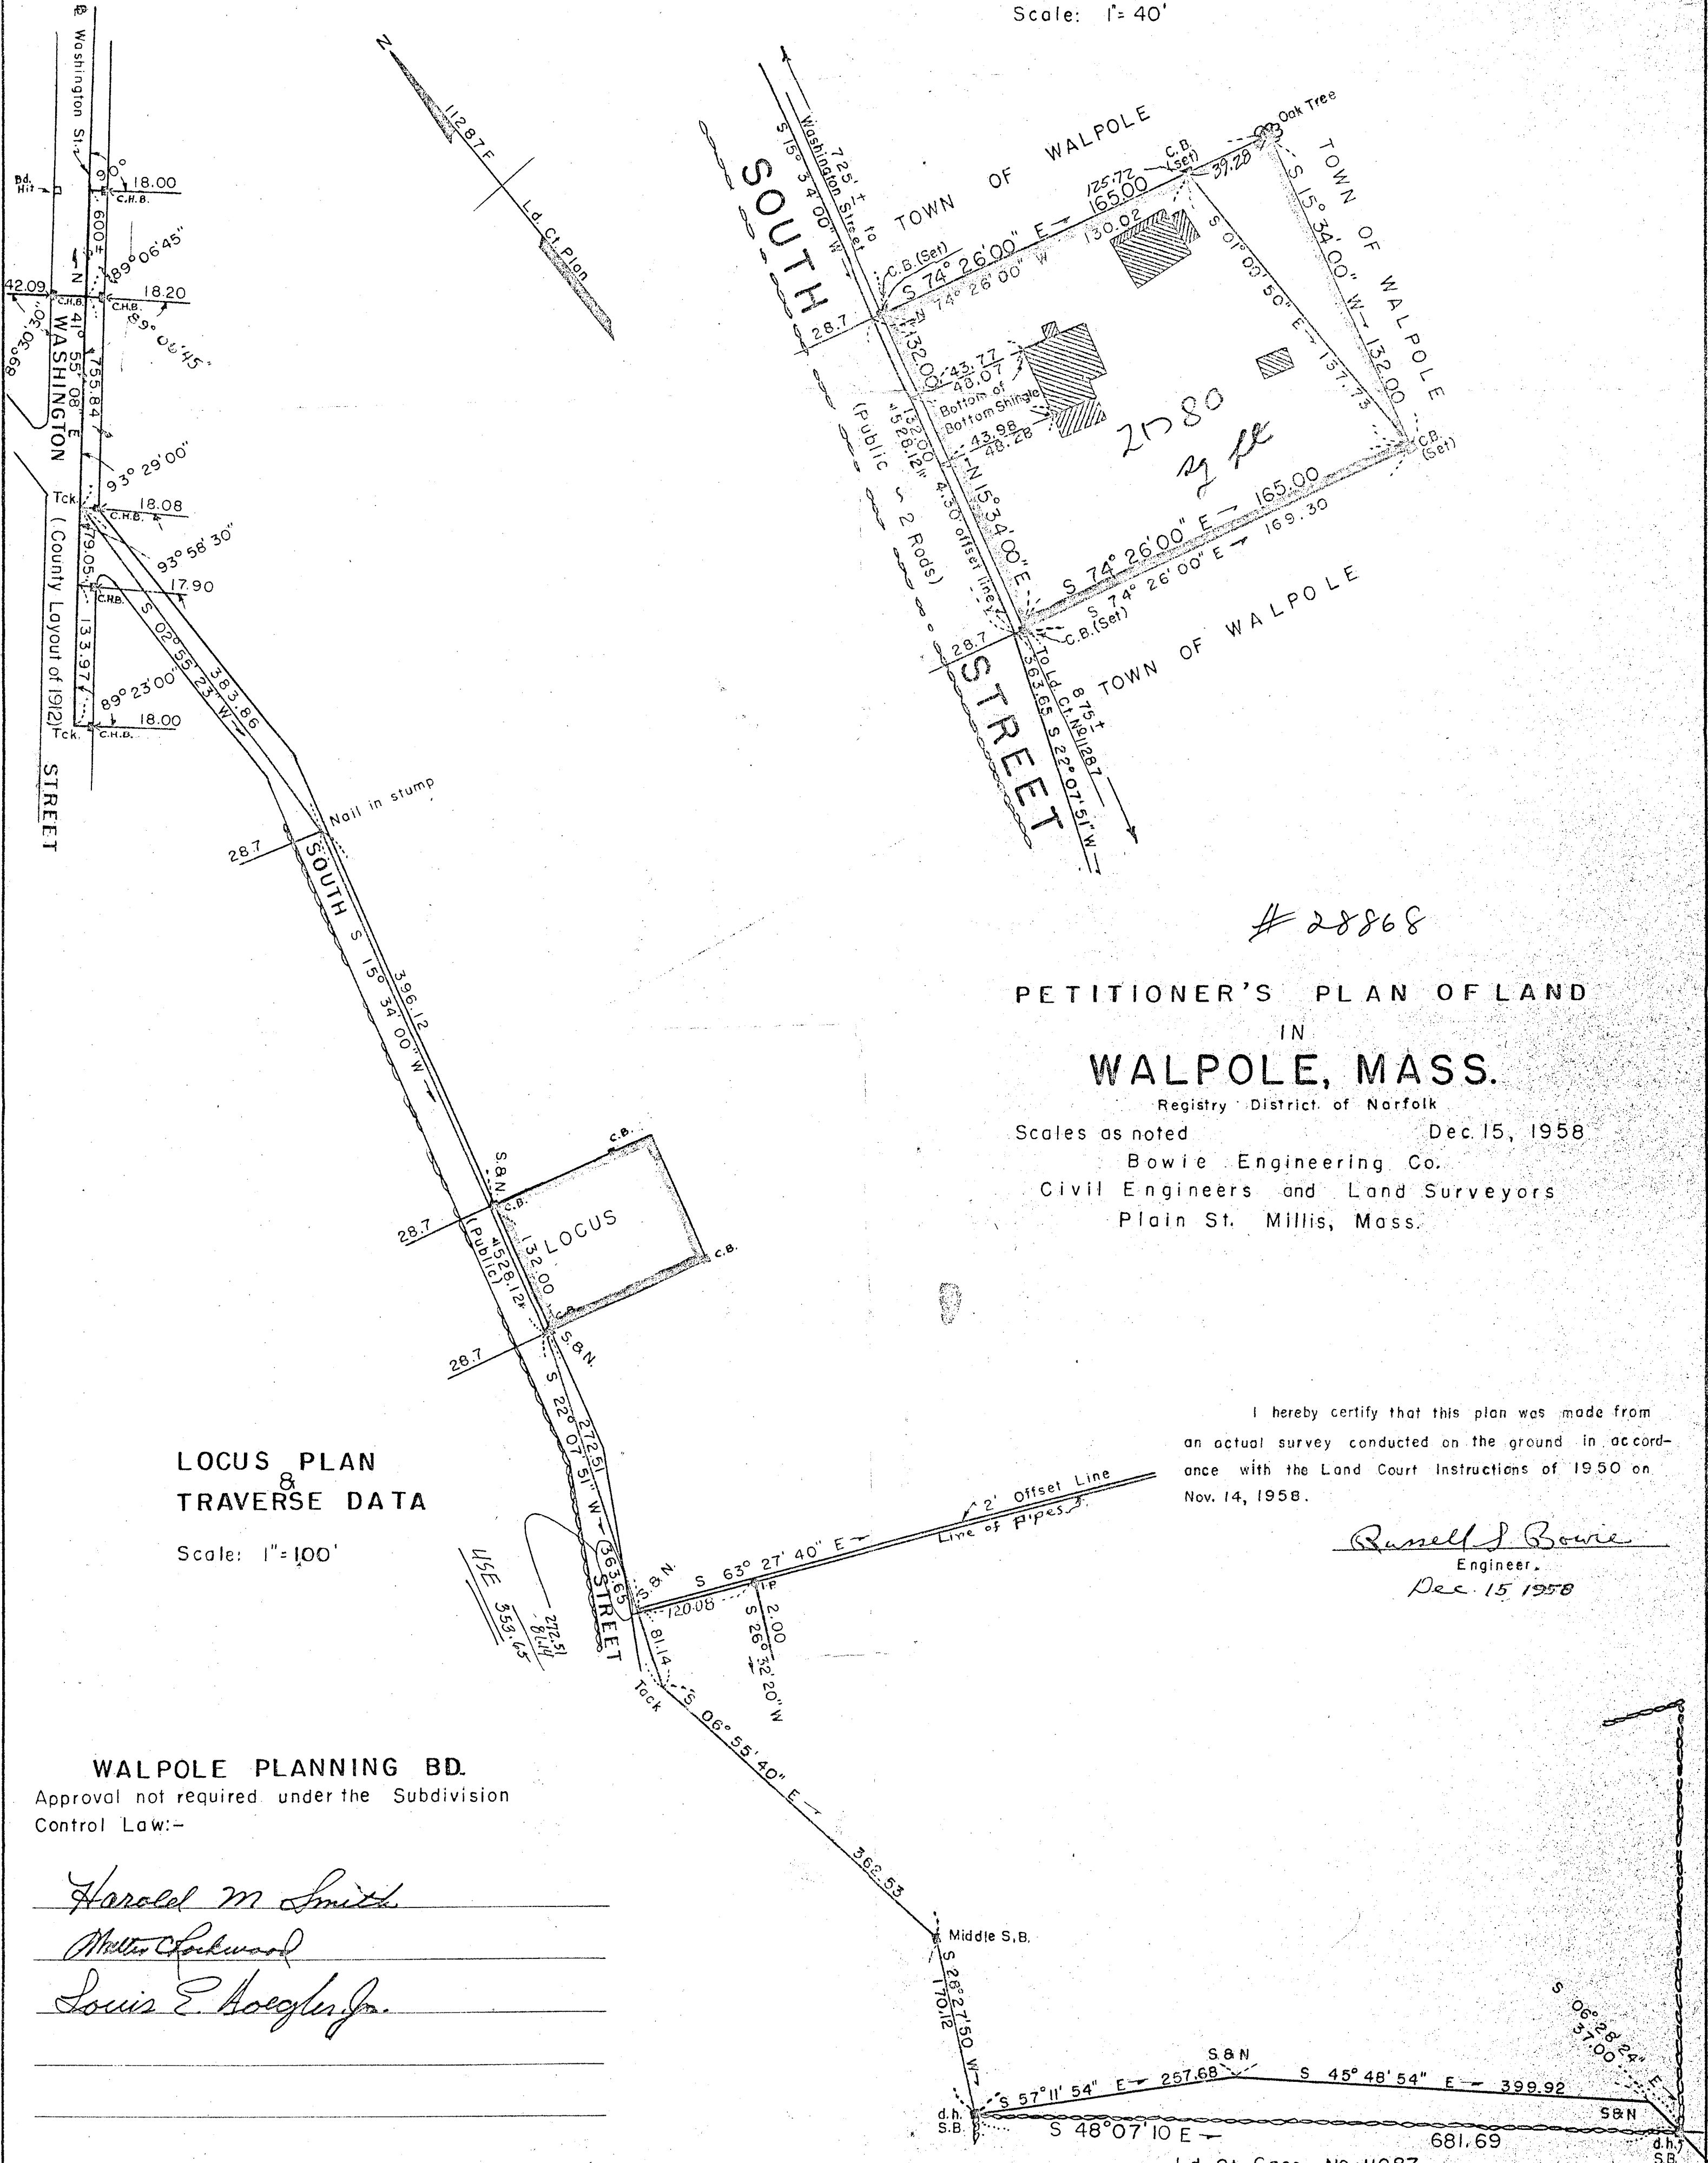 Scale: 1"= 40'
℄ Washington St.
Bd. Hit
90°
18.00
C.H.B.
600 ±
N 41° 55' 08" E
89° 06' 45"
42.09
C.H.B.
18.20
89° 06' 45"
89° 30' 30"
WASHINGTON
755.84
93° 29' 00"
Tck.
18.08
C.H.B.
93° 58' 30"
79.05
17.90
C.H.B.
(County Layout of 1912)
133.97
89° 23' 00"
18.00
Tck.
C.H.B.
STREET
S 02° 55' 23" W
383.86
N
11287F
Ld. Ct. Plan
SOUTH
725' ± to
Washington Street
S 15° 34' 00" W
TOWN OF WALPOLE
Oak Tree
C.B. (set)
39.28
125.72
165.00
130.02
C.B. (Set)
S 74° 26' 00" E
N 74° 26' 00" W
TOWN OF WALPOLE
S 15° 34' 00" W 132.00
S 01° 00' 50" E 137.73
28.7
132.00
43.77
48.07
Bottom of
Bottom Shingle
43.98
48.28
132.00
4528.12
4.30 offset line
(Public ~ 2 Rods)
N 15° 34' 00" E
sq ft
C.B. (Set)
S 74° 26' 00" E 165.00
S 74° 26' 00" E 169.30
C.B. (Set)
28.7
STREET
TOWN OF WALPOLE
875 ±
To Ld. Ct. No 11287
363.65 S 22° 07' 51" W
# 28868
PETITIONER'S PLAN OF LAND
IN
WALPOLE, MASS.
Registry District of Norfolk
Scales as noted Dec. 15, 1958
Bowie Engineering Co.
Civil Engineers and Land Surveyors
Plain St. Millis, Mass.
Nail in stump
28.7
SOUTH
S 15° 34' 00" W
396.12
S.&N.
C.B.
C.B.
LOCUS
28.7
(Public)
4528.12
132.00
C.B.
C.B.
S.&N.
28.7
S 22° 07' 51" W
272.51
363.65
STREET
LOCUS PLAN
&
TRAVERSE DATA
Scale: 1"=100'
USE 353.65
272.51
81.14
S.&N.
S 63° 27' 40" E
2' Offset Line
Line of Pipes
120.08
I.P.
2.00
S 26° 32' 20" W
81.14
Tack
I hereby certify that this plan was made from
an actual survey conducted on the ground in accord-
ance with the Land Court Instructions of 1950 on
Nov. 14, 1958.
Russell S. Bowie
Engineer.
Dec. 15 1958
S 06° 55' 40" E
362.53
WALPOLE PLANNING BD.
Approval not required under the Subdivision
Control Law:-
Harold M Smith
Louis E. Hoegler Jr.
Middle S.B.
S 28° 27' 50" W
170.12
S 06° 28' 24" E
37.00
S.&N
S 57° 11' 54" E 257.68
S 45° 48' 54" E 399.92
S&N
d.h.
S.B.
S 48° 07' 10 E
681.69
d.h.
S.B.